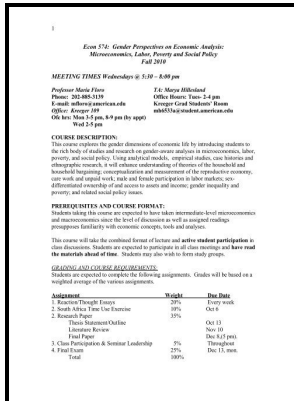 1
Econ 574: Gender Perspectives on Economic Analysis:
Microeconomics, Labor, Poverty and Social Policy
Fall 2010
MEETING TIMES Wednesdays @ 5:30 – 8:00 pm
Professor Maria Floro TA: Marya Hillesland
Phone: 202-885-3139 Office Hours: Tues- 2-4 pm
E-mail: mfloro@american.edu Kreeger Grad Students' Room
Office: Kreeger 109 mh6533a@student.american.edu
Ofc hrs: Mon 3-5 pm, 8-9 pm (by appt)
Wed 2-5 pm
COURSE DESCRIPTION:
This course explores the gender dimensions of economic life by introducing students to
the rich body of studies and research on gender-aware analysis in microeconomics, labor,
poverty, and social policy. Using analytical models, empirical studies, case histories and
ethnographic research, it will enhance understanding of theories of the household and
household bargaining; conceptualization and measurement of the reproductive economy,
care work and unpaid work; male and female participation in labor markets; sex-
differentiated ownership of and access to assets and income; gender inequality and
poverty; and related social policy issues.
PREREQUISITES AND COURSE FORMAT:
Students taking this course are expected to have taken intermediate-level microeconomics
and macroeconomics since the level of discussion as well as assigned readings
presupposes familiarity with economic concepts, tools and analyses.
This course will take the combined format of lecture and active student participation in
class discussions. Students are expected to participate in all class meetings and have read
the materials ahead of time. Students may also wish to form study groups.
GRADING AND COURSE REQUIREMENTS:
Students are expected to complete the following assignments. Grades will be based on a
weighted average of the various assignments.
Assignment Weight Due Date
1. Reaction/Thought Essays 20% Every week
2. South Africa Time Use Exercise 10% Oct 6
2. Research Paper 35%
Thesis Statement/Outline Oct 13
Literature Review Nov 10
Final Paper Dec 8,(5 pm).
3. Class Participation & Seminar Leadership 5% Throughout
4. Final Exam 25% Dec 13, mon.
Total 100%